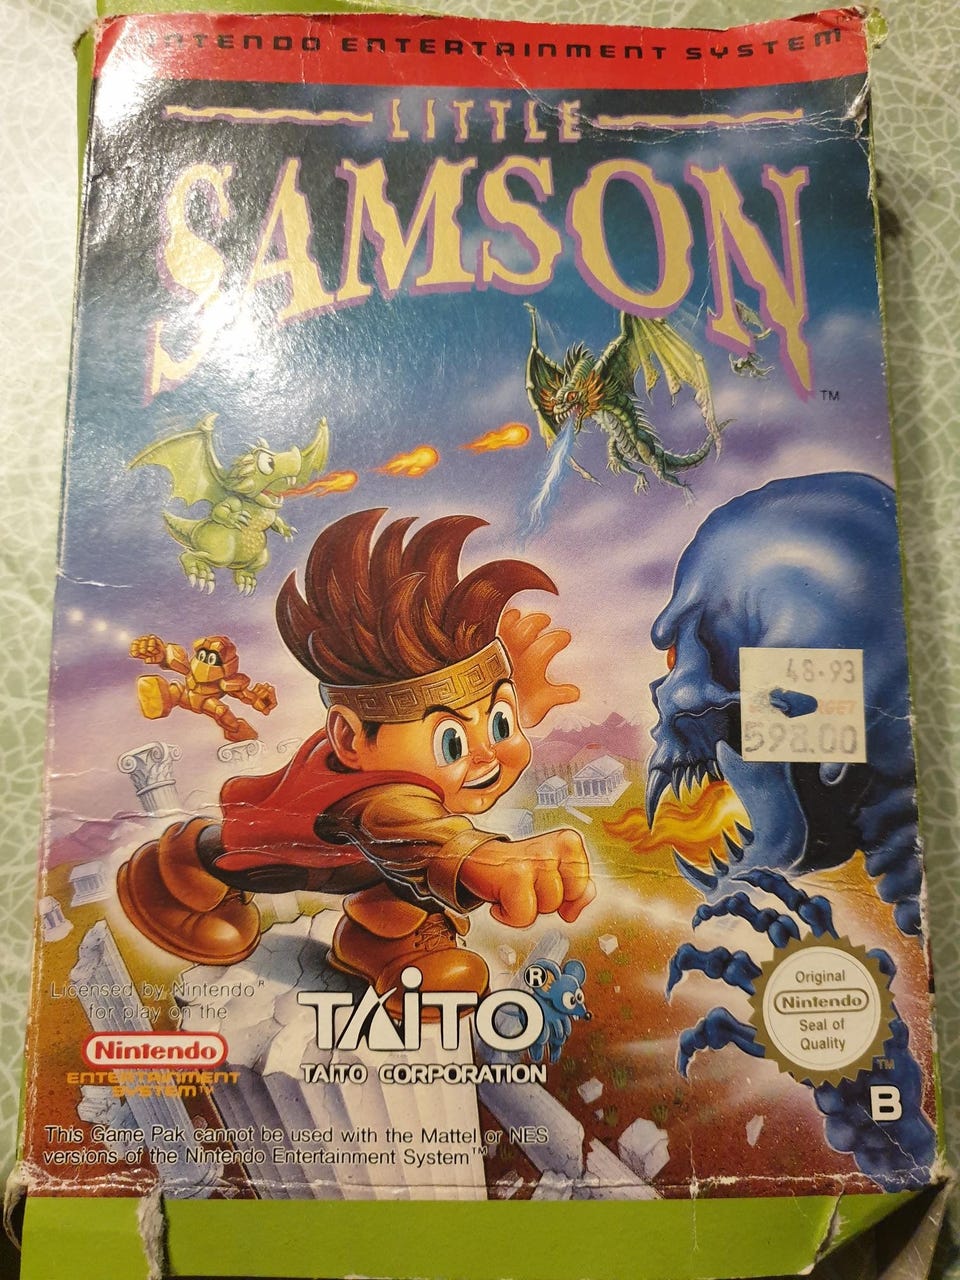 ENTERTAINMENT SYSTEM
LITTLE
SAMSON
TM
48.93
598.00
Licensed by Nintendo®
for play on the
Nintendo
ENTERTAINMENT
SYSTEM™
TAITO®
TAITO CORPORATION
Original
Nintendo
Seal of
Quality
TM
B
This Game Pak cannot be used with the Mattel or NES
versions of the Nintendo Entertainment System™